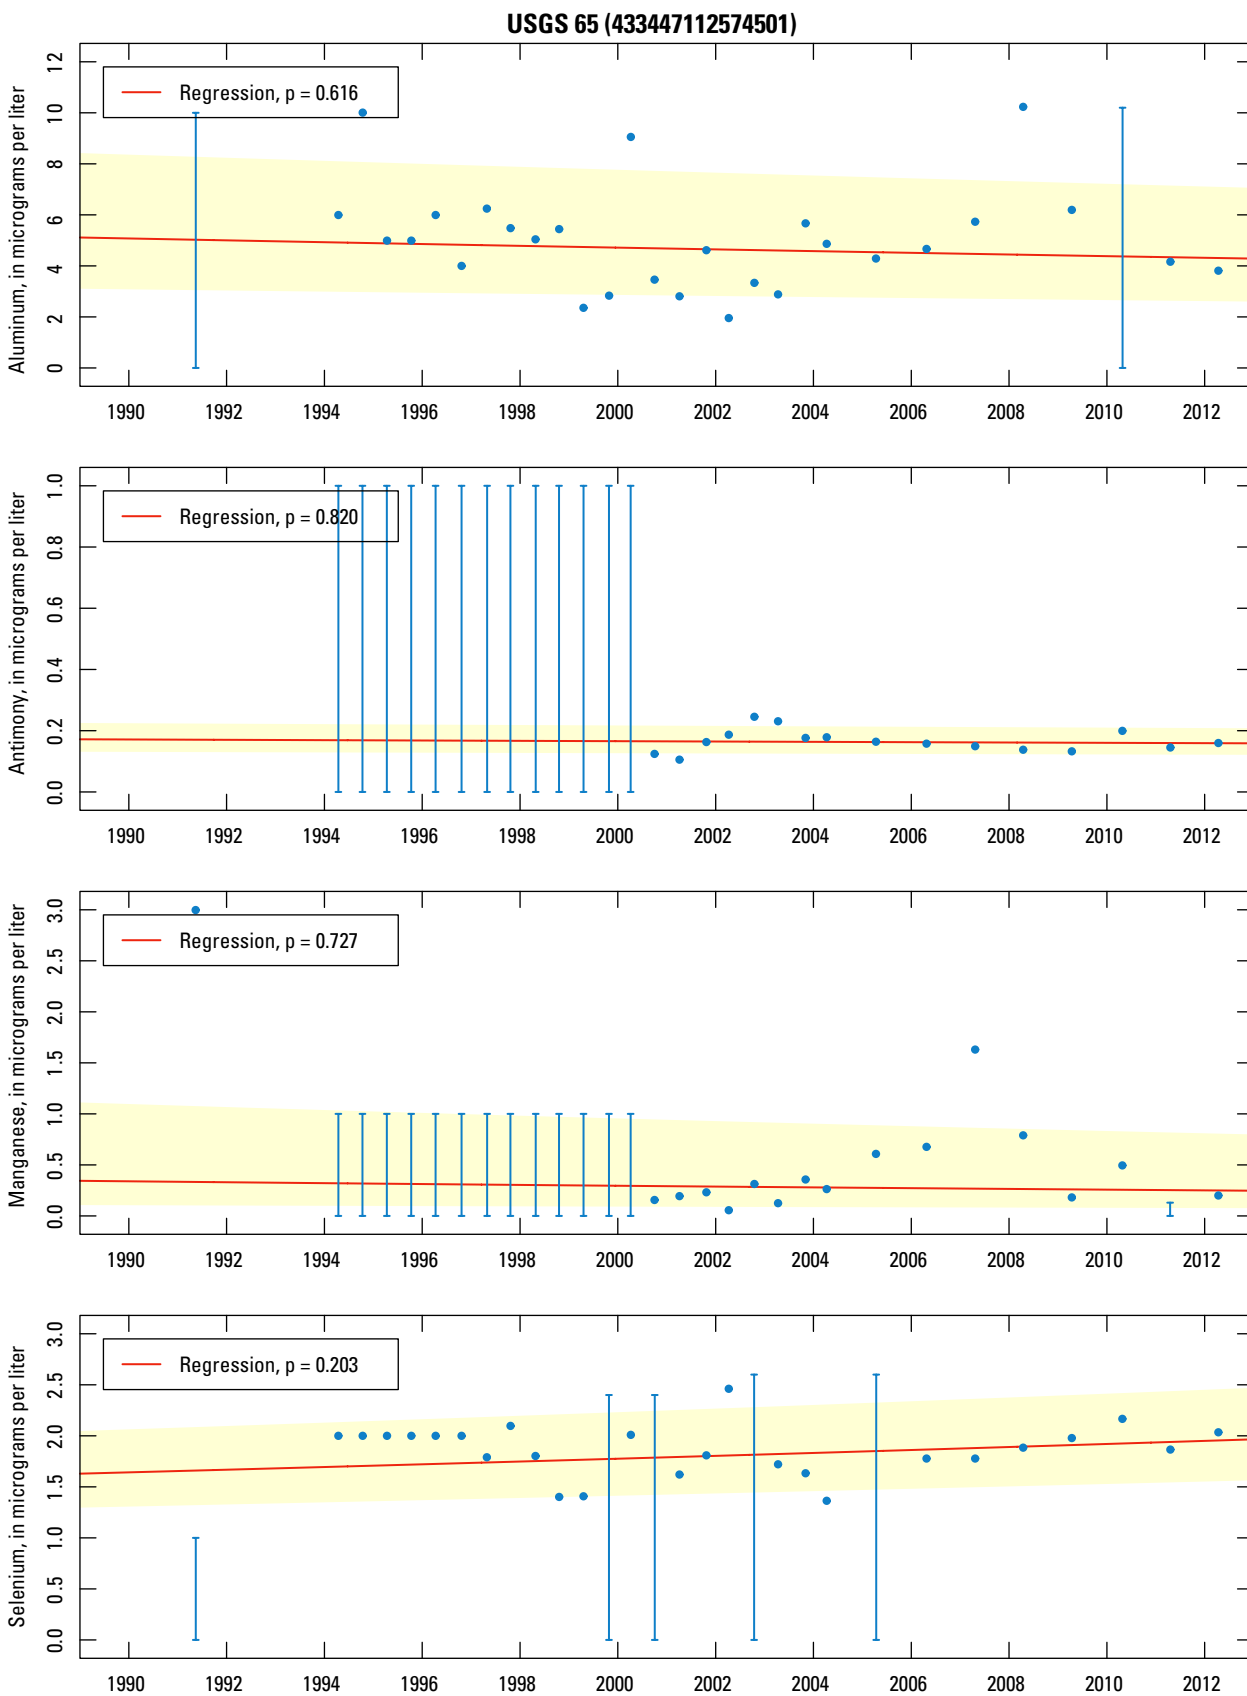 USGS 65 (433447112574501)
Aluminum, in micrograms per liter
12
10
8
6
4
2
0
Regression, p = 0.616
1990 1992 1994 1996 1998 2000 2002 2004 2006 2008 2010 2012
Antimony, in micrograms per liter
1.0
0.8
0.6
0.4
0.2
0.0
Regression, p = 0.820
1990 1992 1994 1996 1998 2000 2002 2004 2006 2008 2010 2012
Manganese, in micrograms per liter
3.0
2.5
2.0
1.5
1.0
0.5
0.0
Regression, p = 0.727
1990 1992 1994 1996 1998 2000 2002 2004 2006 2008 2010 2012
Selenium, in micrograms per liter
3.0
2.5
2.0
1.5
1.0
0.5
0.0
Regression, p = 0.203
1990 1992 1994 1996 1998 2000 2002 2004 2006 2008 2010 2012